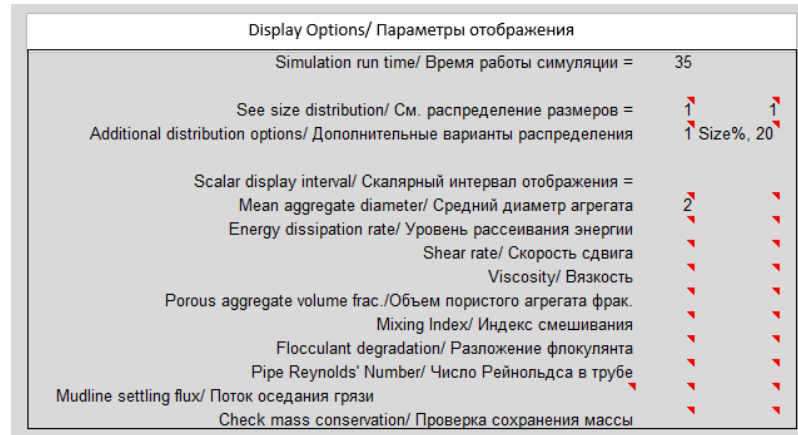 Display Options/ Параметры отображения
Simulation run time/ Время работы симуляции = 35
See size distribution/ См. распределение размеров = 1 1
Additional distribution options/ Дополнительные варианты распределения 1 Size%, 20
Scalar display interval/ Скалярный интервал отображения =
Mean aggregate diameter/ Средний диаметр агрегата 2
Energy dissipation rate/ Уровень рассеивания энергии
Shear rate/ Скорость сдвига
Viscosity/ Вязкость
Porous aggregate volume frac./Объем пористого агрегата фрак.
Mixing Index/ Индекс смешивания
Flocculant degradation/ Разложение флокулянта
Pipe Reynolds' Number/ Число Рейнольдса в трубе
Mudline settling flux/ Поток оседания грязи
Check mass conservation/ Проверка сохранения массы